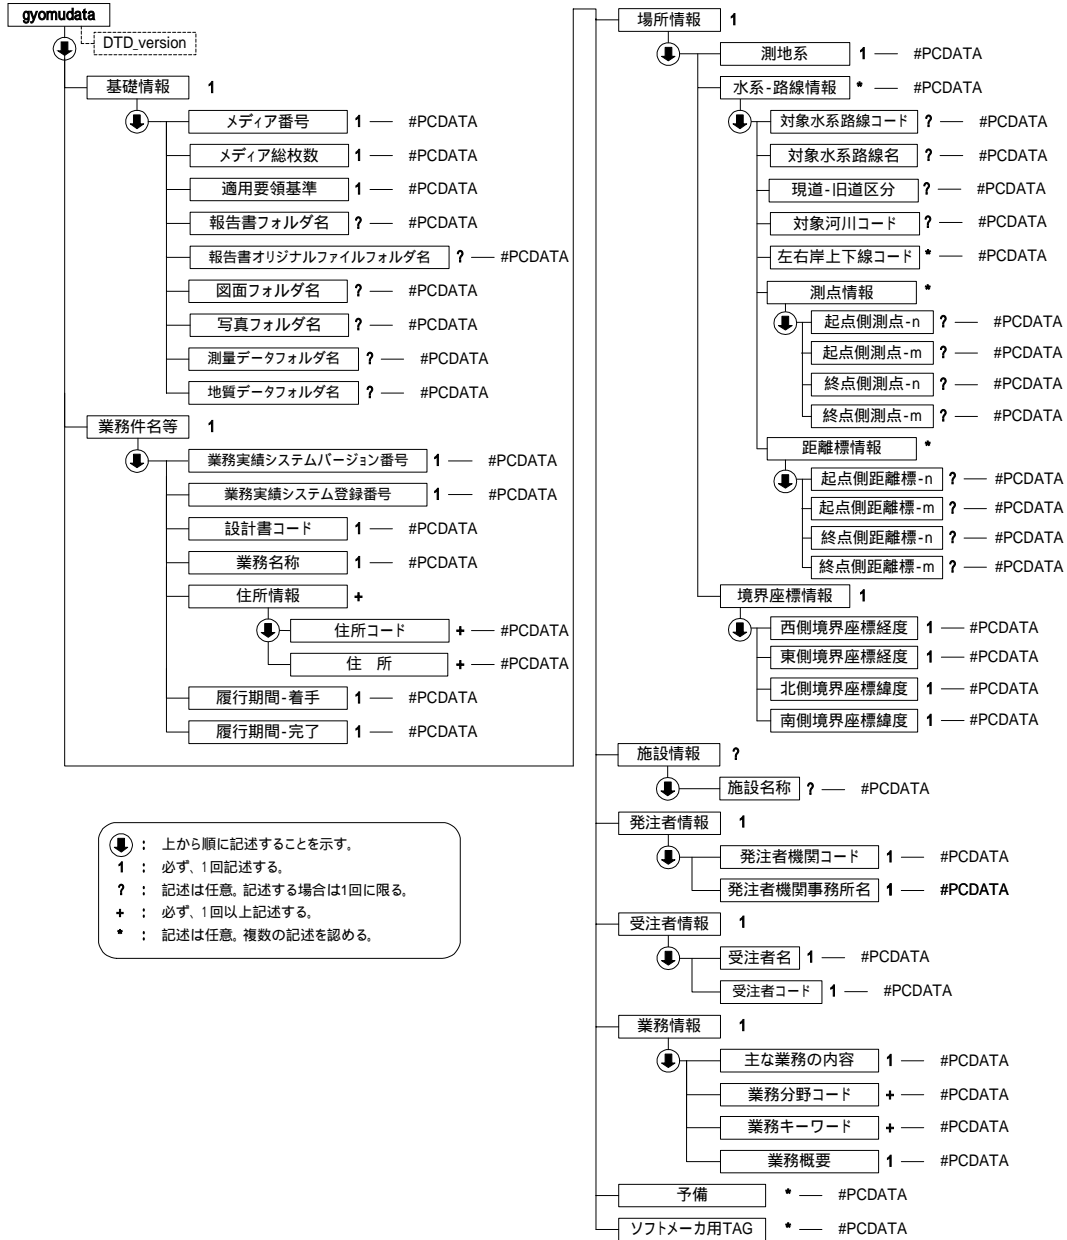 gyomudata
DTD_version
基礎情報 1
メディア番号 1 #PCDATA
メディア総枚数 1 #PCDATA
適用要領基準 1 #PCDATA
報告書フォルダ名 ? #PCDATA
報告書オリジナルファイルフォルダ名 ? #PCDATA
図面フォルダ名 ? #PCDATA
写真フォルダ名 ? #PCDATA
測量データフォルダ名 ? #PCDATA
地質データフォルダ名 ? #PCDATA
業務件名等 1
業務実績システムバージョン番号 1 #PCDATA
業務実績システム登録番号 1 #PCDATA
設計書コード 1 #PCDATA
業務名称 1 #PCDATA
住所情報 +
住所コード + #PCDATA
住 所 + #PCDATA
履行期間-着手 1 #PCDATA
履行期間-完了 1 #PCDATA
: 上から順に記述することを示す。
1 : 必ず、1回記述する。
? : 記述は任意。記述する場合は1回に限る。
+ : 必ず、1回以上記述する。
* : 記述は任意。複数の記述を認める。
場所情報 1
測地系 1 #PCDATA
水系-路線情報 * #PCDATA
対象水系路線コード ? #PCDATA
対象水系路線名 ? #PCDATA
現道-旧道区分 ? #PCDATA
対象河川コード ? #PCDATA
左右岸上下線コード * #PCDATA
測点情報 *
起点側測点-n ? #PCDATA
起点側測点-m ? #PCDATA
終点側測点-n ? #PCDATA
終点側測点-m ? #PCDATA
距離標情報 *
起点側距離標-n ? #PCDATA
起点側距離標-m ? #PCDATA
終点側距離標-n ? #PCDATA
終点側距離標-m ? #PCDATA
境界座標情報 1
西側境界座標経度 1 #PCDATA
東側境界座標経度 1 #PCDATA
北側境界座標緯度 1 #PCDATA
南側境界座標緯度 1 #PCDATA
施設情報 ?
施設名称 ? #PCDATA
発注者情報 1
発注者機関コード 1 #PCDATA
発注者機関事務所名 1 #PCDATA
受注者情報 1
受注者名 1 #PCDATA
受注者コード 1 #PCDATA
業務情報 1
主な業務の内容 1 #PCDATA
業務分野コード + #PCDATA
業務キーワード + #PCDATA
業務概要 1 #PCDATA
予備 * #PCDATA
ソフトメーカ用TAG * #PCDATA